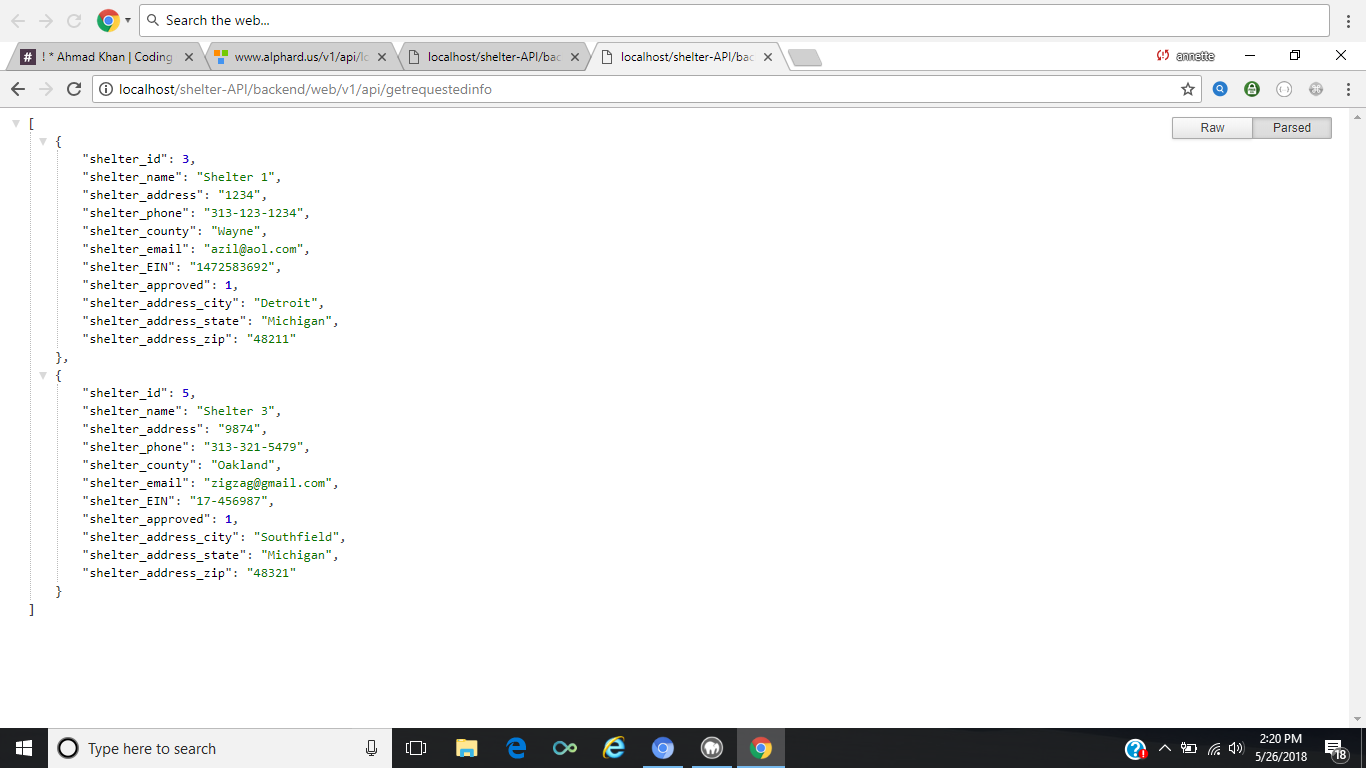 Search the web...
! * Ahmad Khan | Coding
www.alphard.us/v1/api/lo
localhost/shelter-API/bac
localhost/shelter-API/bac
annette
localhost/shelter-API/backend/web/v1/api/getrequestedinfo
Raw Parsed
[
{
"shelter_id": 3,
"shelter_name": "Shelter 1",
"shelter_address": "1234",
"shelter_phone": "313-123-1234",
"shelter_county": "Wayne",
"shelter_email": "azil@aol.com",
"shelter_EIN": "1472583692",
"shelter_approved": 1,
"shelter_address_city": "Detroit",
"shelter_address_state": "Michigan",
"shelter_address_zip": "48211"
},
{
"shelter_id": 5,
"shelter_name": "Shelter 3",
"shelter_address": "9874",
"shelter_phone": "313-321-5479",
"shelter_county": "Oakland",
"shelter_email": "zigzag@gmail.com",
"shelter_EIN": "17-456987",
"shelter_approved": 1,
"shelter_address_city": "Southfield",
"shelter_address_state": "Michigan",
"shelter_address_zip": "48321"
}
]
Type here to search
2:20 PM
5/26/2018
18